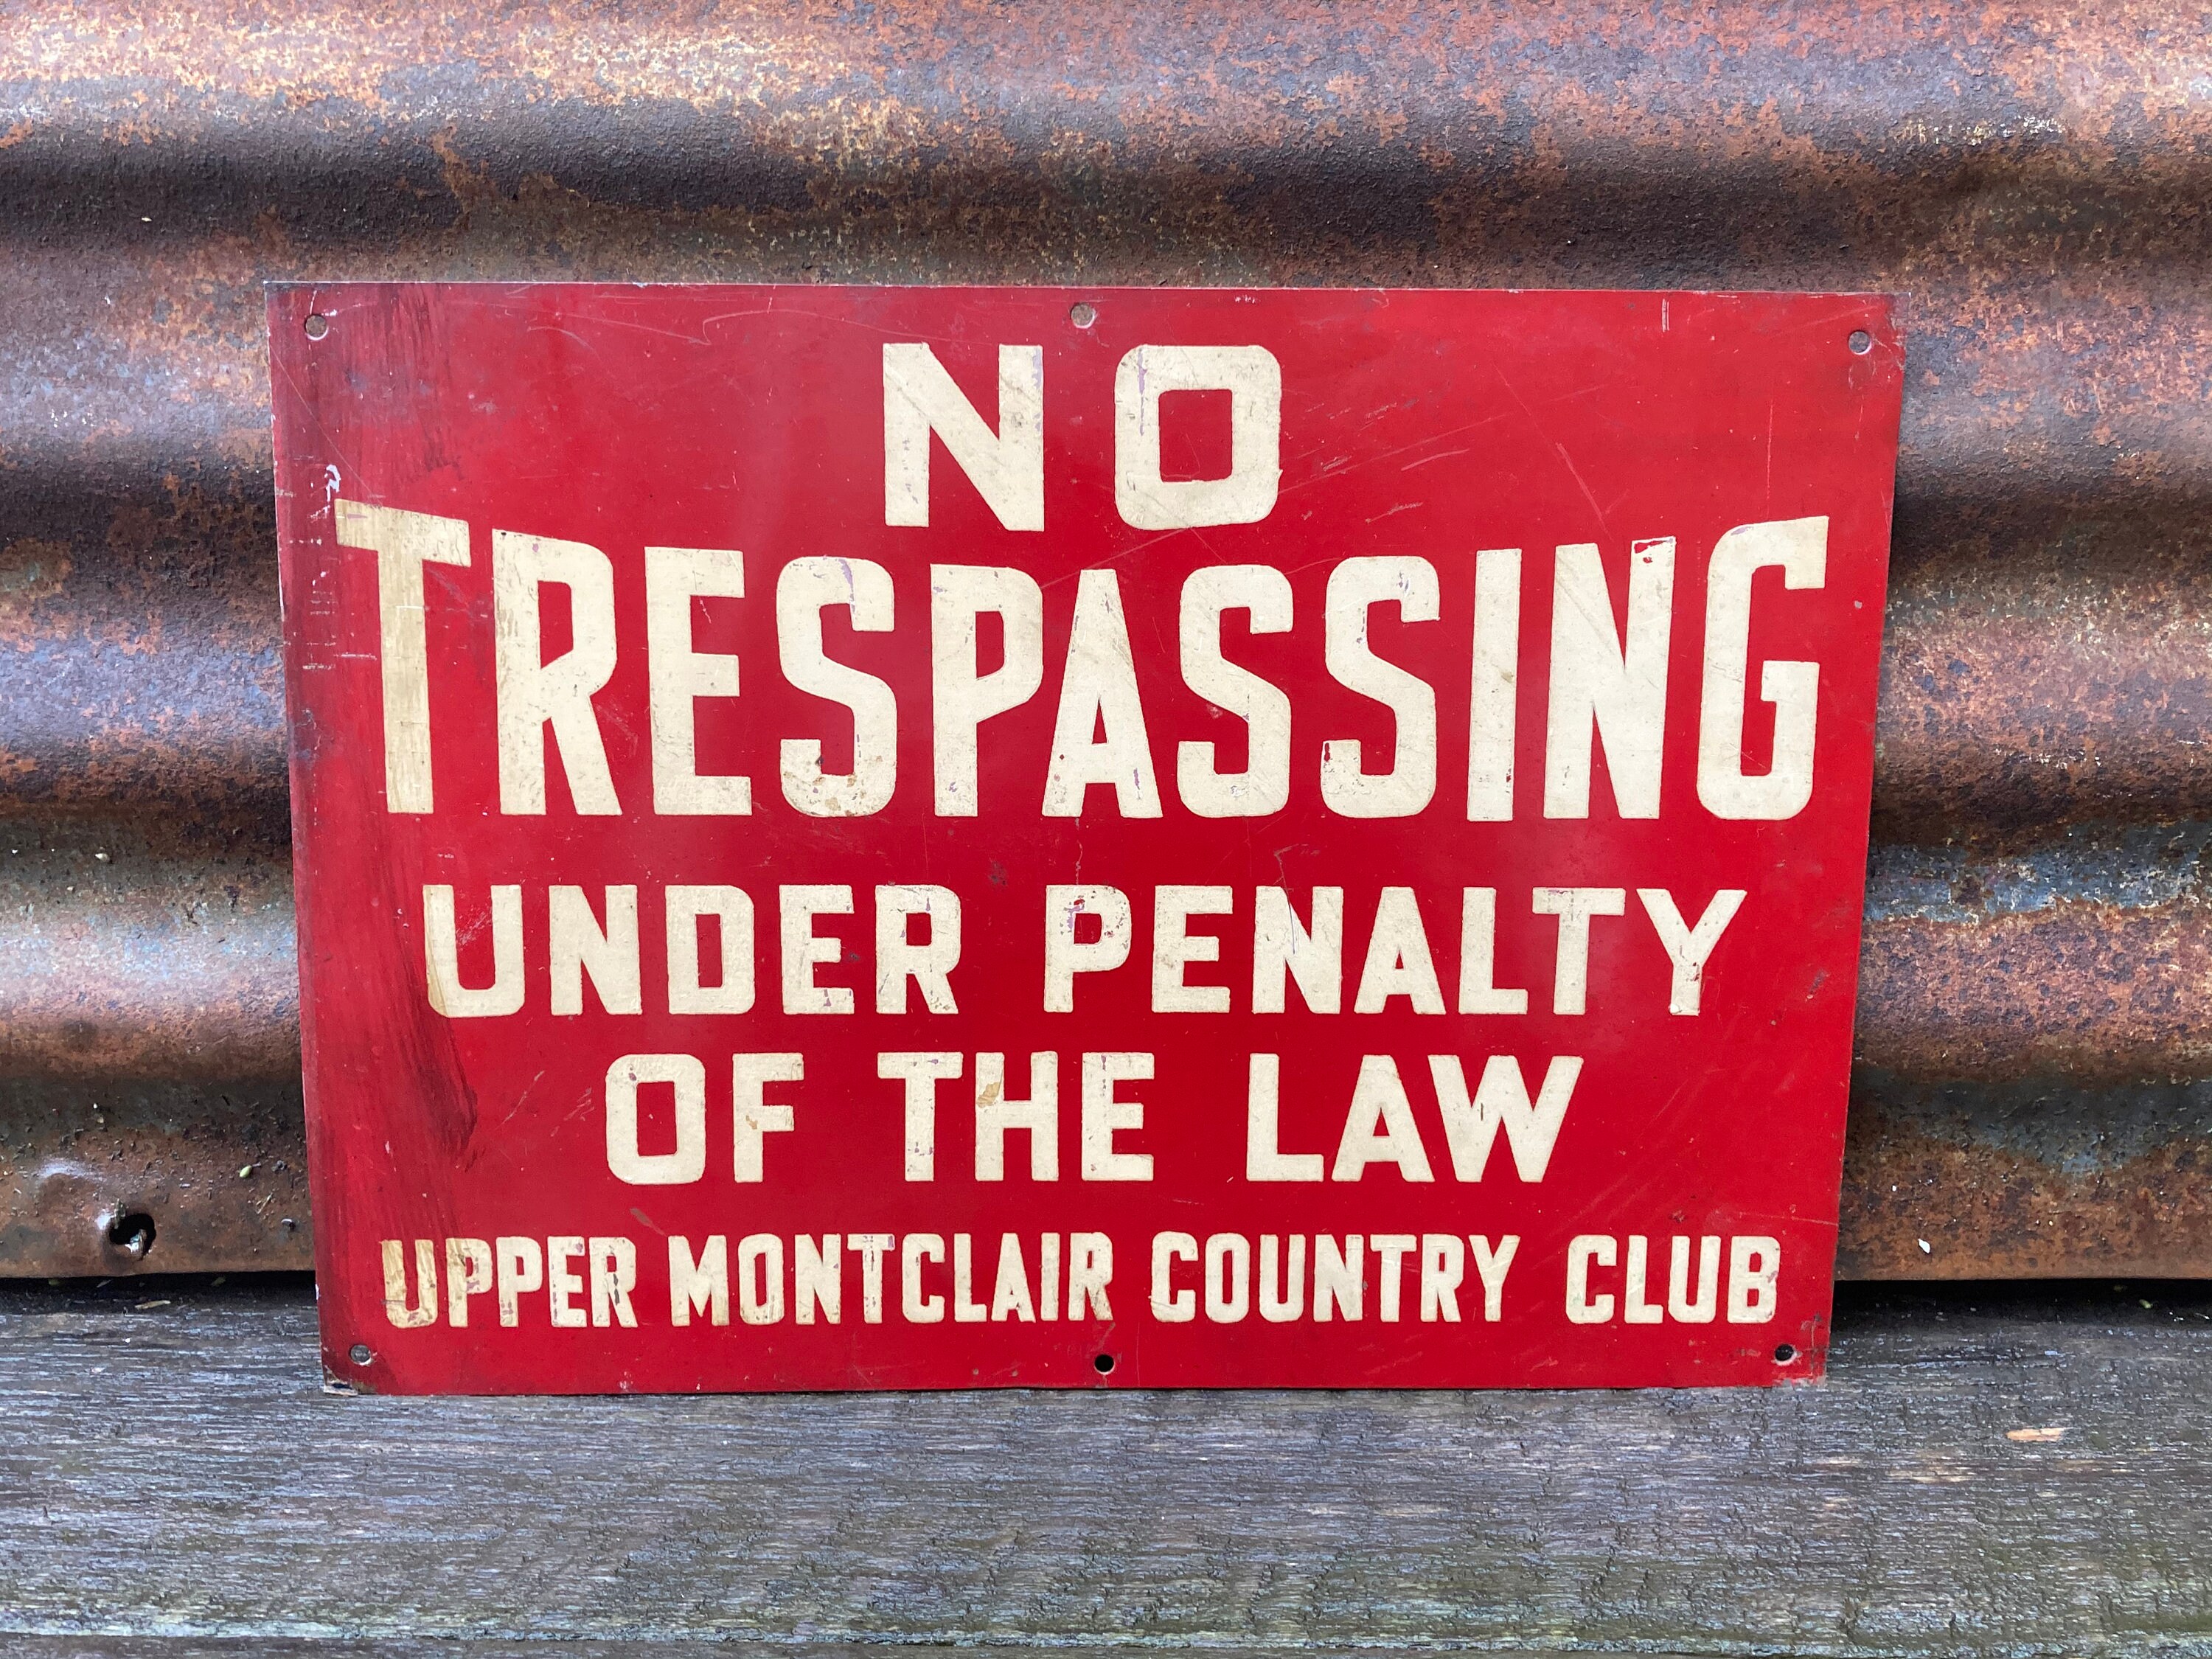 NO
TRESPASSING
UNDER PENALTY
OF THE LAW
UPPER MONTCLAIR COUNTRY CLUB